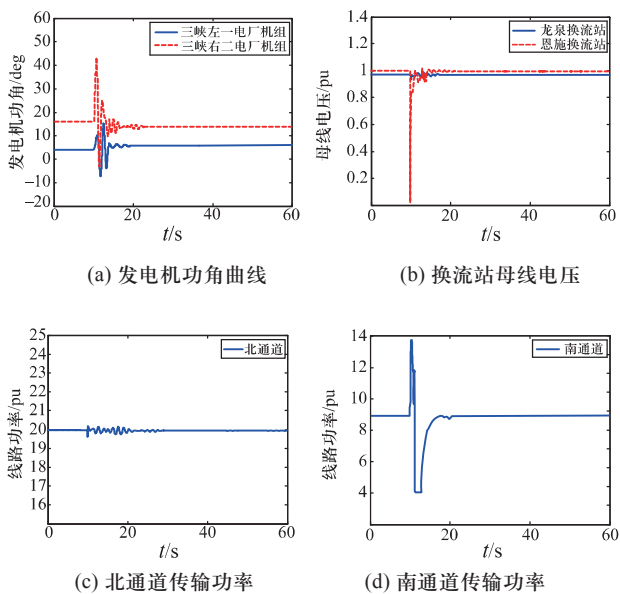 60
50
40
30
20
10
0
−10
−20
0
20
40
60
发电机功角/deg
t/s
三峡左一电厂机组
三峡右二电厂机组
(a) 发电机功角曲线
1.4
1.2
1
0.8
0.6
0.4
0.2
0
20
40
60
母线电压/pu
t/s
龙泉换流站
恩施换流站
(b) 换流站母线电压
25
24
23
22
21
20
19
18
17
16
15
0
20
40
60
线路功率/pu
t/s
北通道
(c) 北通道传输功率
14
12
10
8
6
4
0
20
40
60
线路功率/pu
t/s
南通道
(d) 南通道传输功率